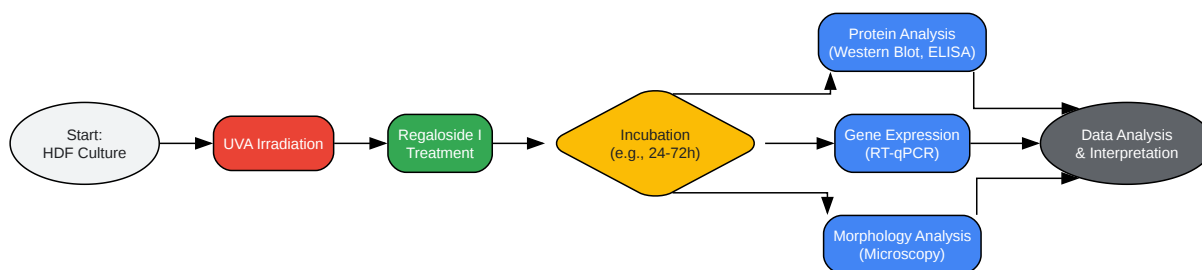 Start:
HDF Culture
UVA Irradiation
Regaloside I
Treatment
Incubation
(e.g., 24-72h)
Protein Analysis
(Western Blot, ELISA)
Gene Expression
(RT-qPCR)
Morphology Analysis
(Microscopy)
Data Analysis
& Interpretation